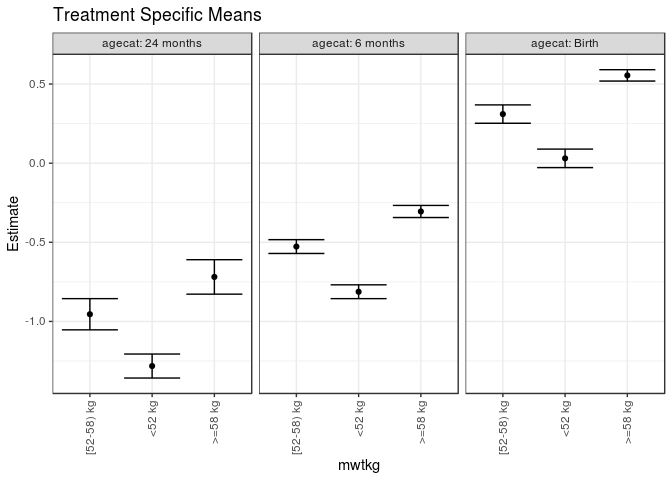 Treatment Specific Means
agecat: 24 months
agecat: 6 months
agecat: Birth
Estimate
0.5
0.0
-0.5
-1.0
[52-58) kg
<52 kg
>=58 kg
[52-58) kg
<52 kg
>=58 kg
[52-58) kg
<52 kg
>=58 kg
mwtkg